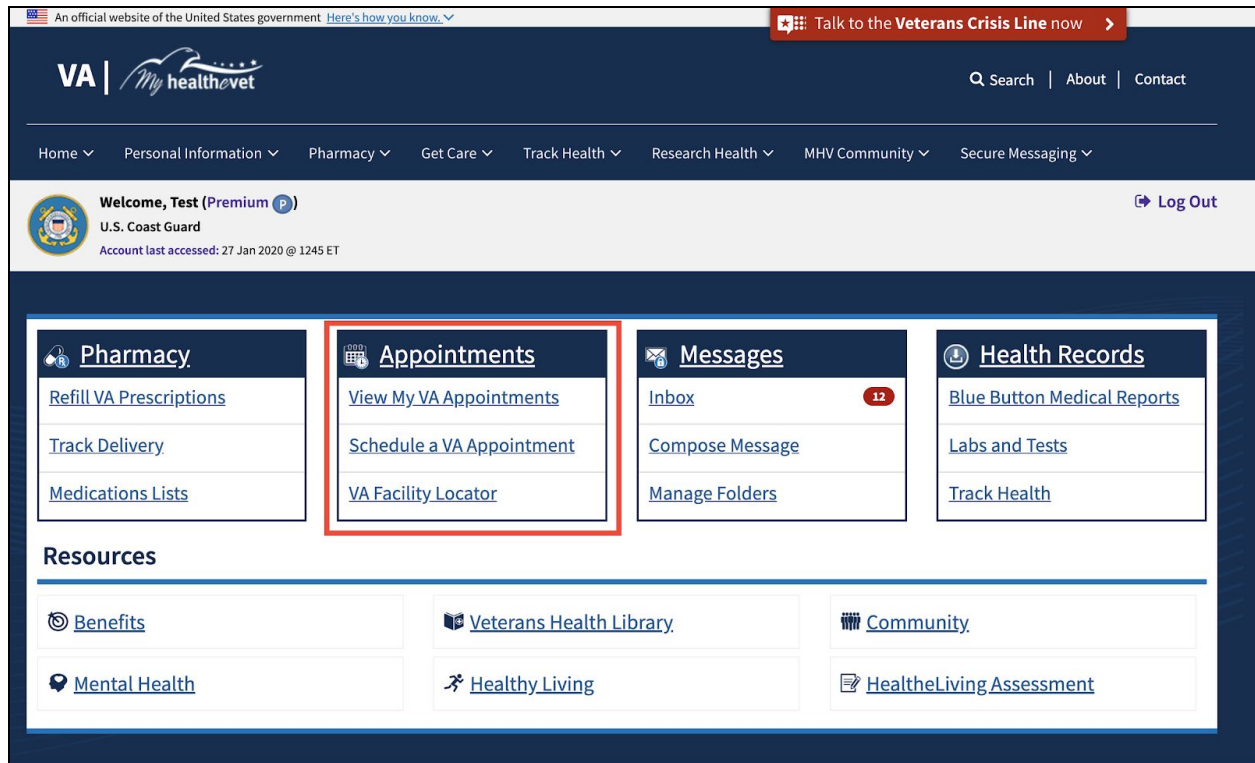 An official website of the United States government Here's how you know.
Talk to the Veterans Crisis Line now
VA | My healthevet
Search | About | Contact
Home Personal Information Pharmacy Get Care Track Health Research Health MHV Community Secure Messaging
Welcome, Test (Premium P)
Log Out
U.S. Coast Guard
Account last accessed: 27 Jan 2020 @ 1245 ET
Pharmacy
Refill VA Prescriptions
Track Delivery
Medications Lists
Appointments
View My VA Appointments
Schedule a VA Appointment
VA Facility Locator
Messages
Inbox 12
Compose Message
Manage Folders
Health Records
Blue Button Medical Reports
Labs and Tests
Track Health
Resources
Benefits
Veterans Health Library
Community
Mental Health
Healthy Living
HealtheLiving Assessment